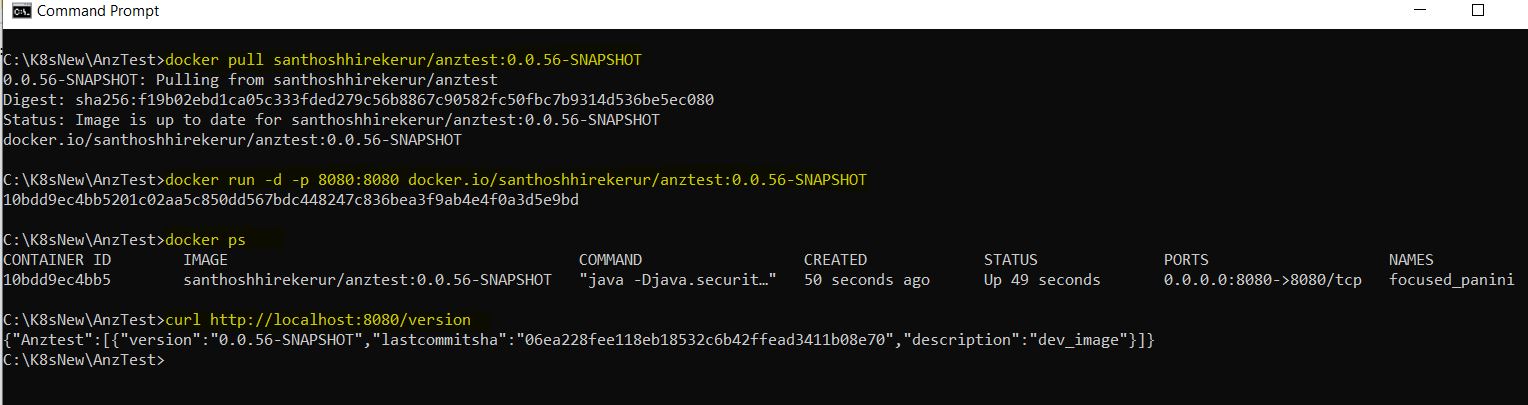 Command Prompt
C:\K8sNew\AnzTest>docker pull santhoshhirekerur/anztest:0.0.56-SNAPSHOT
0.0.56-SNAPSHOT: Pulling from santhoshhirekerur/anztest
Digest: sha256:f19b02ebd1ca05c333fded279c56b8867c90582fc50fbc7b9314d536be5ec080
Status: Image is up to date for santhoshhirekerur/anztest:0.0.56-SNAPSHOT
docker.io/santhoshhirekerur/anztest:0.0.56-SNAPSHOT
C:\K8sNew\AnzTest>docker run -d -p 8080:8080 docker.io/santhoshhirekerur/anztest:0.0.56-SNAPSHOT
10bdd9ec4bb5201c02aa5c850dd567bdc448247c836bea3f9ab4e4f0a3d5e9bd
C:\K8sNew\AnzTest>docker ps
CONTAINER ID IMAGE COMMAND CREATED STATUS PORTS NAMES
10bdd9ec4bb5 santhoshhirekerur/anztest:0.0.56-SNAPSHOT "java -Djava.securit…" 50 seconds ago Up 49 seconds 0.0.0.0:8080->8080/tcp focused_panini
C:\K8sNew\AnzTest>curl http://localhost:8080/version
{"Anztest":[{"version":"0.0.56-SNAPSHOT","lastcommitsha":"06ea228fee118eb18532c6b42ffead3411b08e70","description":"dev_image"}]}
C:\K8sNew\AnzTest>